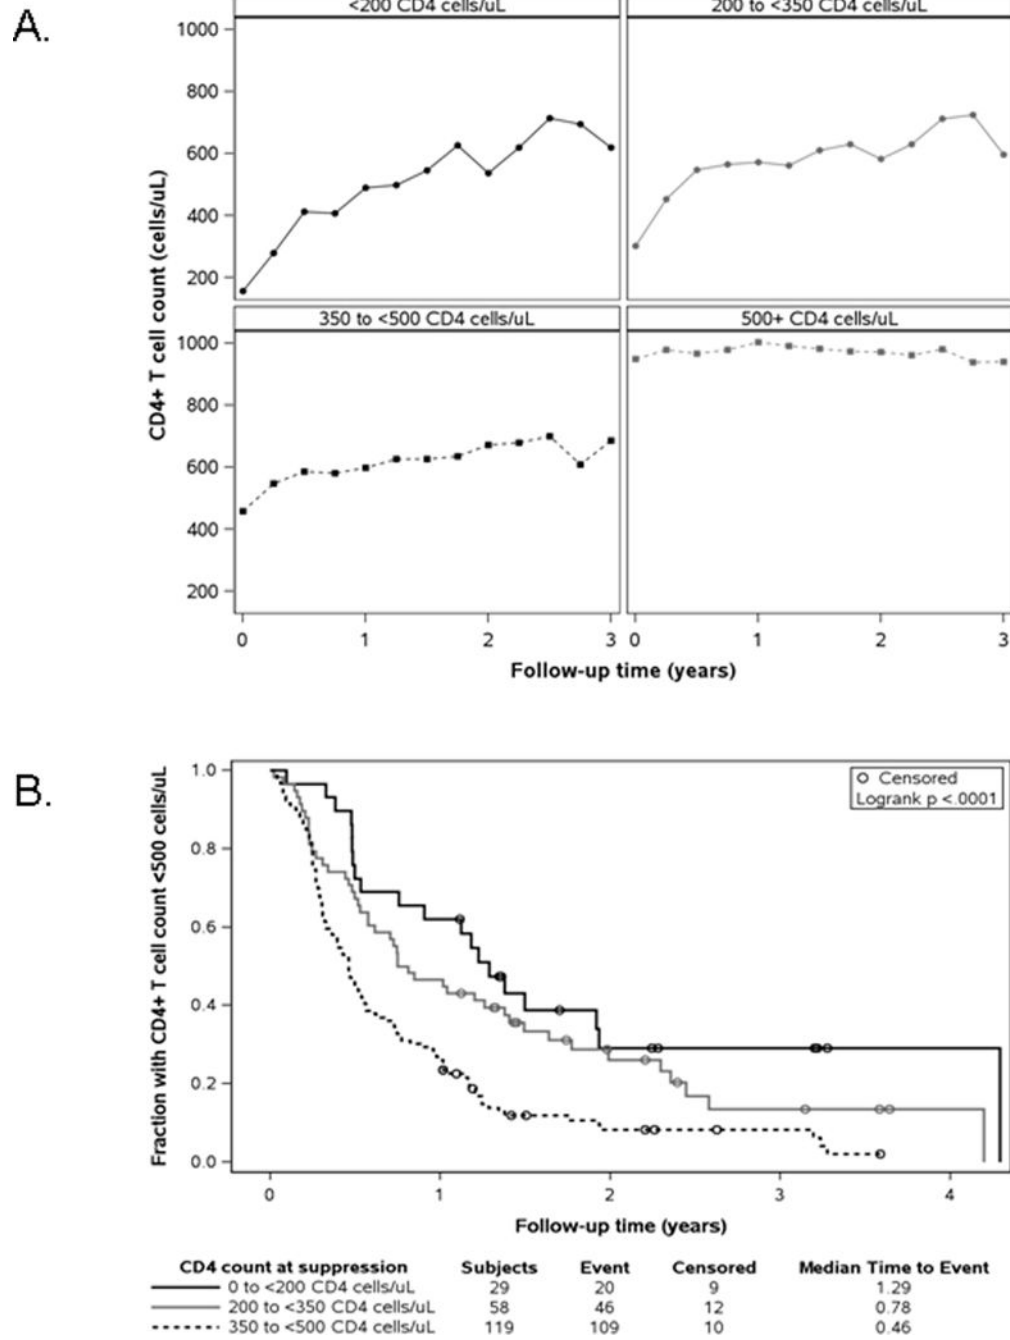 A.
<200 CD4 cells/uL
200 to <350 CD4 cells/uL
1000
800
600
400
200
350 to <500 CD4 cells/uL
500+ CD4 cells/uL
1000
800
600
400
200
CD4+ T cell count (cells/uL)
0 1 2 3 0 1 2 3
Follow-up time (years)
B.
Fraction with CD4+ T cell count <500 cells/uL
1.0
0.8
0.6
0.4
0.2
0.0
Censored
Logrank p <.0001
0 1 2 3 4
Follow-up time (years)
CD4 count at suppression Subjects Event Censored Median Time to Event
0 to <200 CD4 cells/uL 29 20 9 1.29
200 to <350 CD4 cells/uL 58 46 12 0.78
350 to <500 CD4 cells/uL 119 109 10 0.46